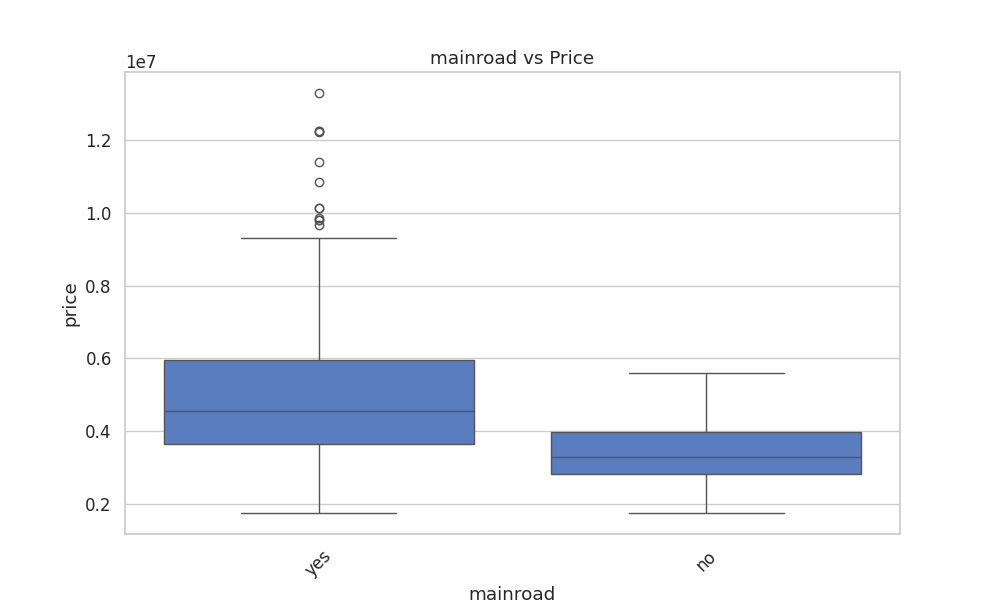 mainroad vs Price
1e7
1.2
1.0
0.8
0.6
0.4
0.2
price
yes
no
mainroad